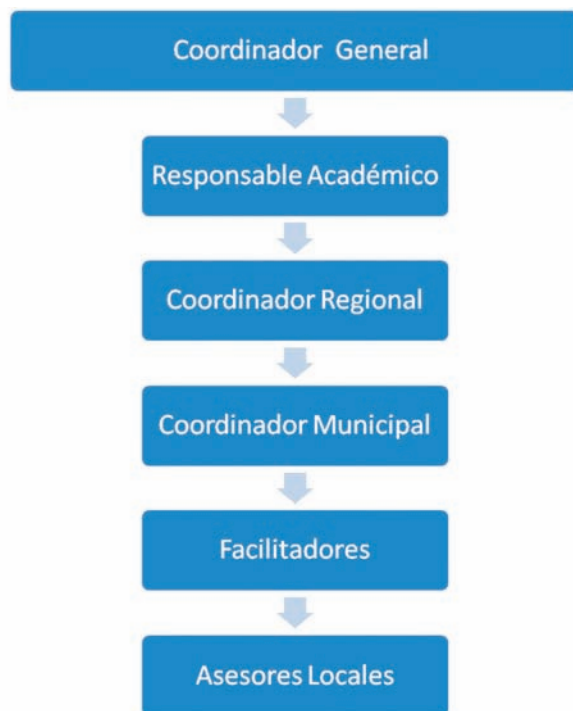 Coordinador General
Responsable Académico
Coordinador Regional
Coordinador Municipal
Facilitadores
Asesores Locales